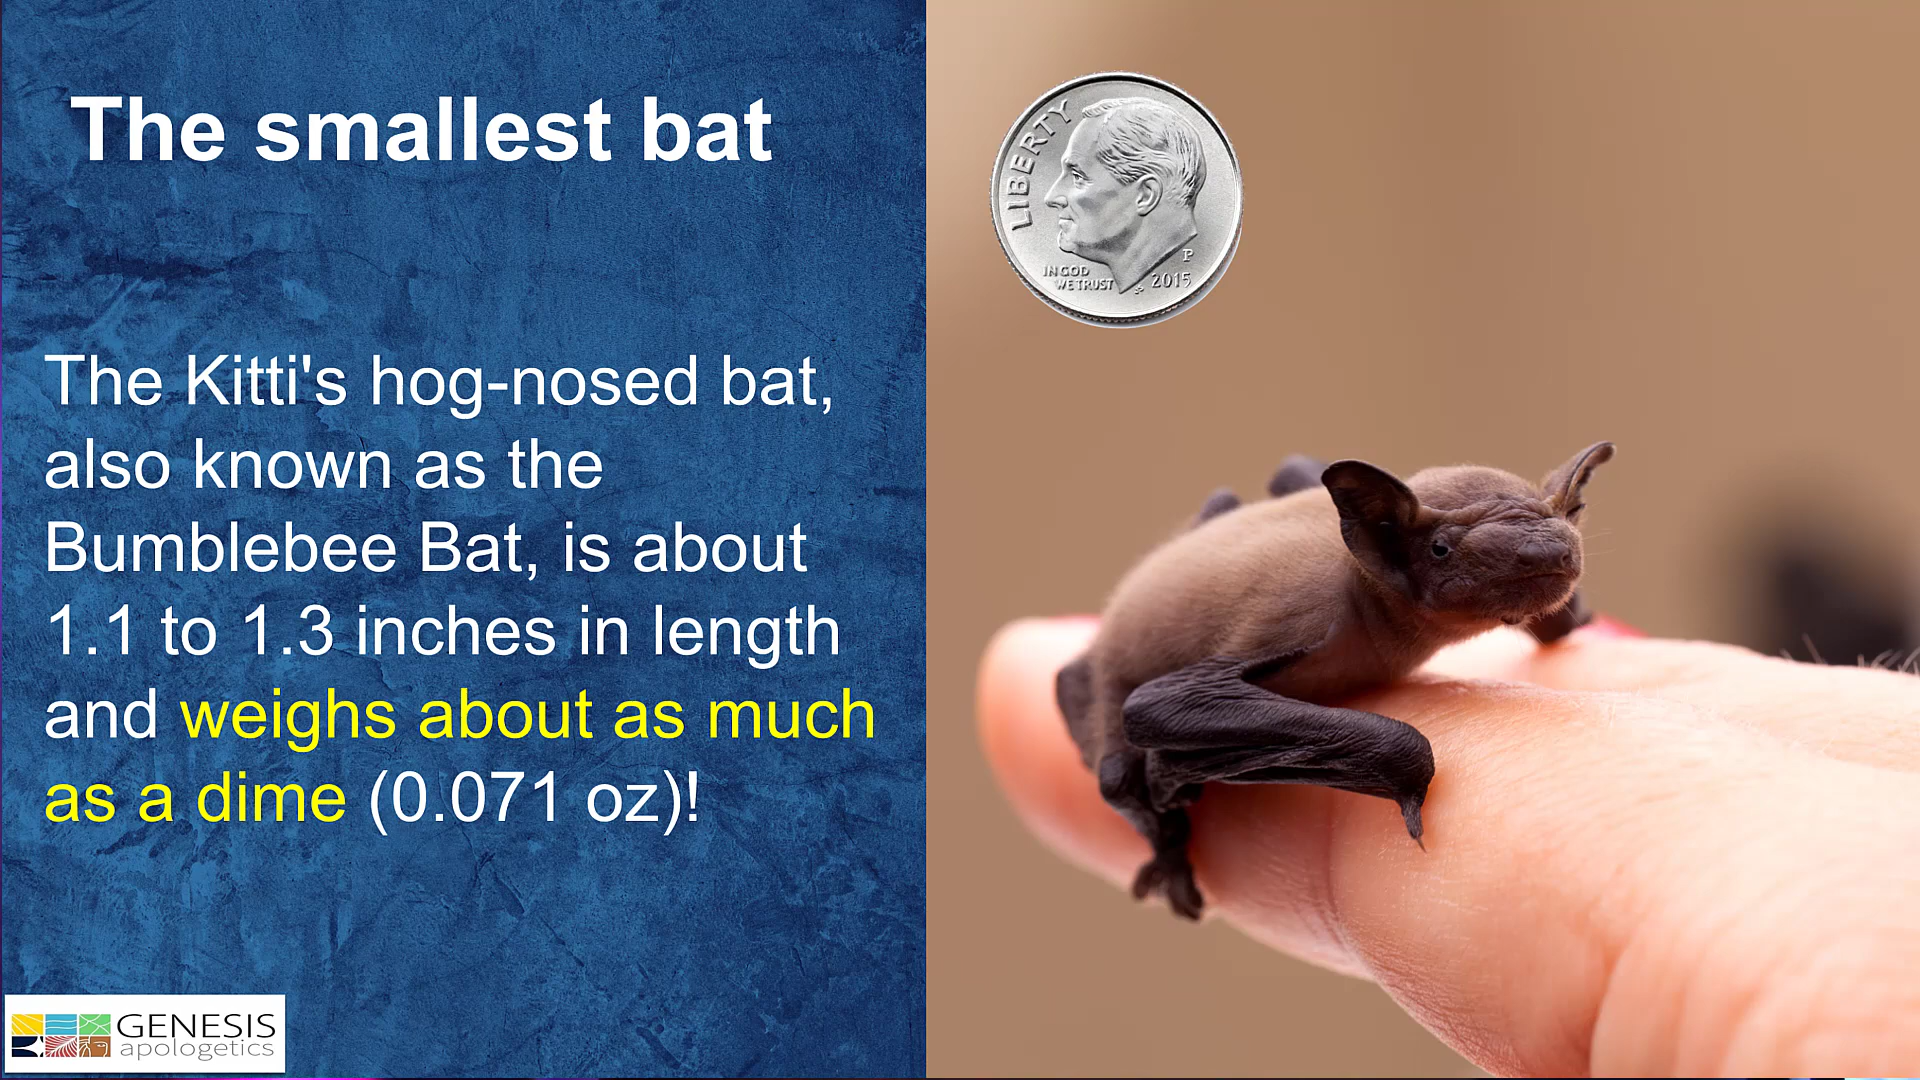 The smallest bat
The Kitti's hog-nosed bat,
also known as the
Bumblebee Bat, is about
1.1 to 1.3 inches in length
and weighs about as much
as a dime (0.071 oz)!
GENESIS
apologetics
LIBERTY
IN GOD
WE TRUST
P
2015